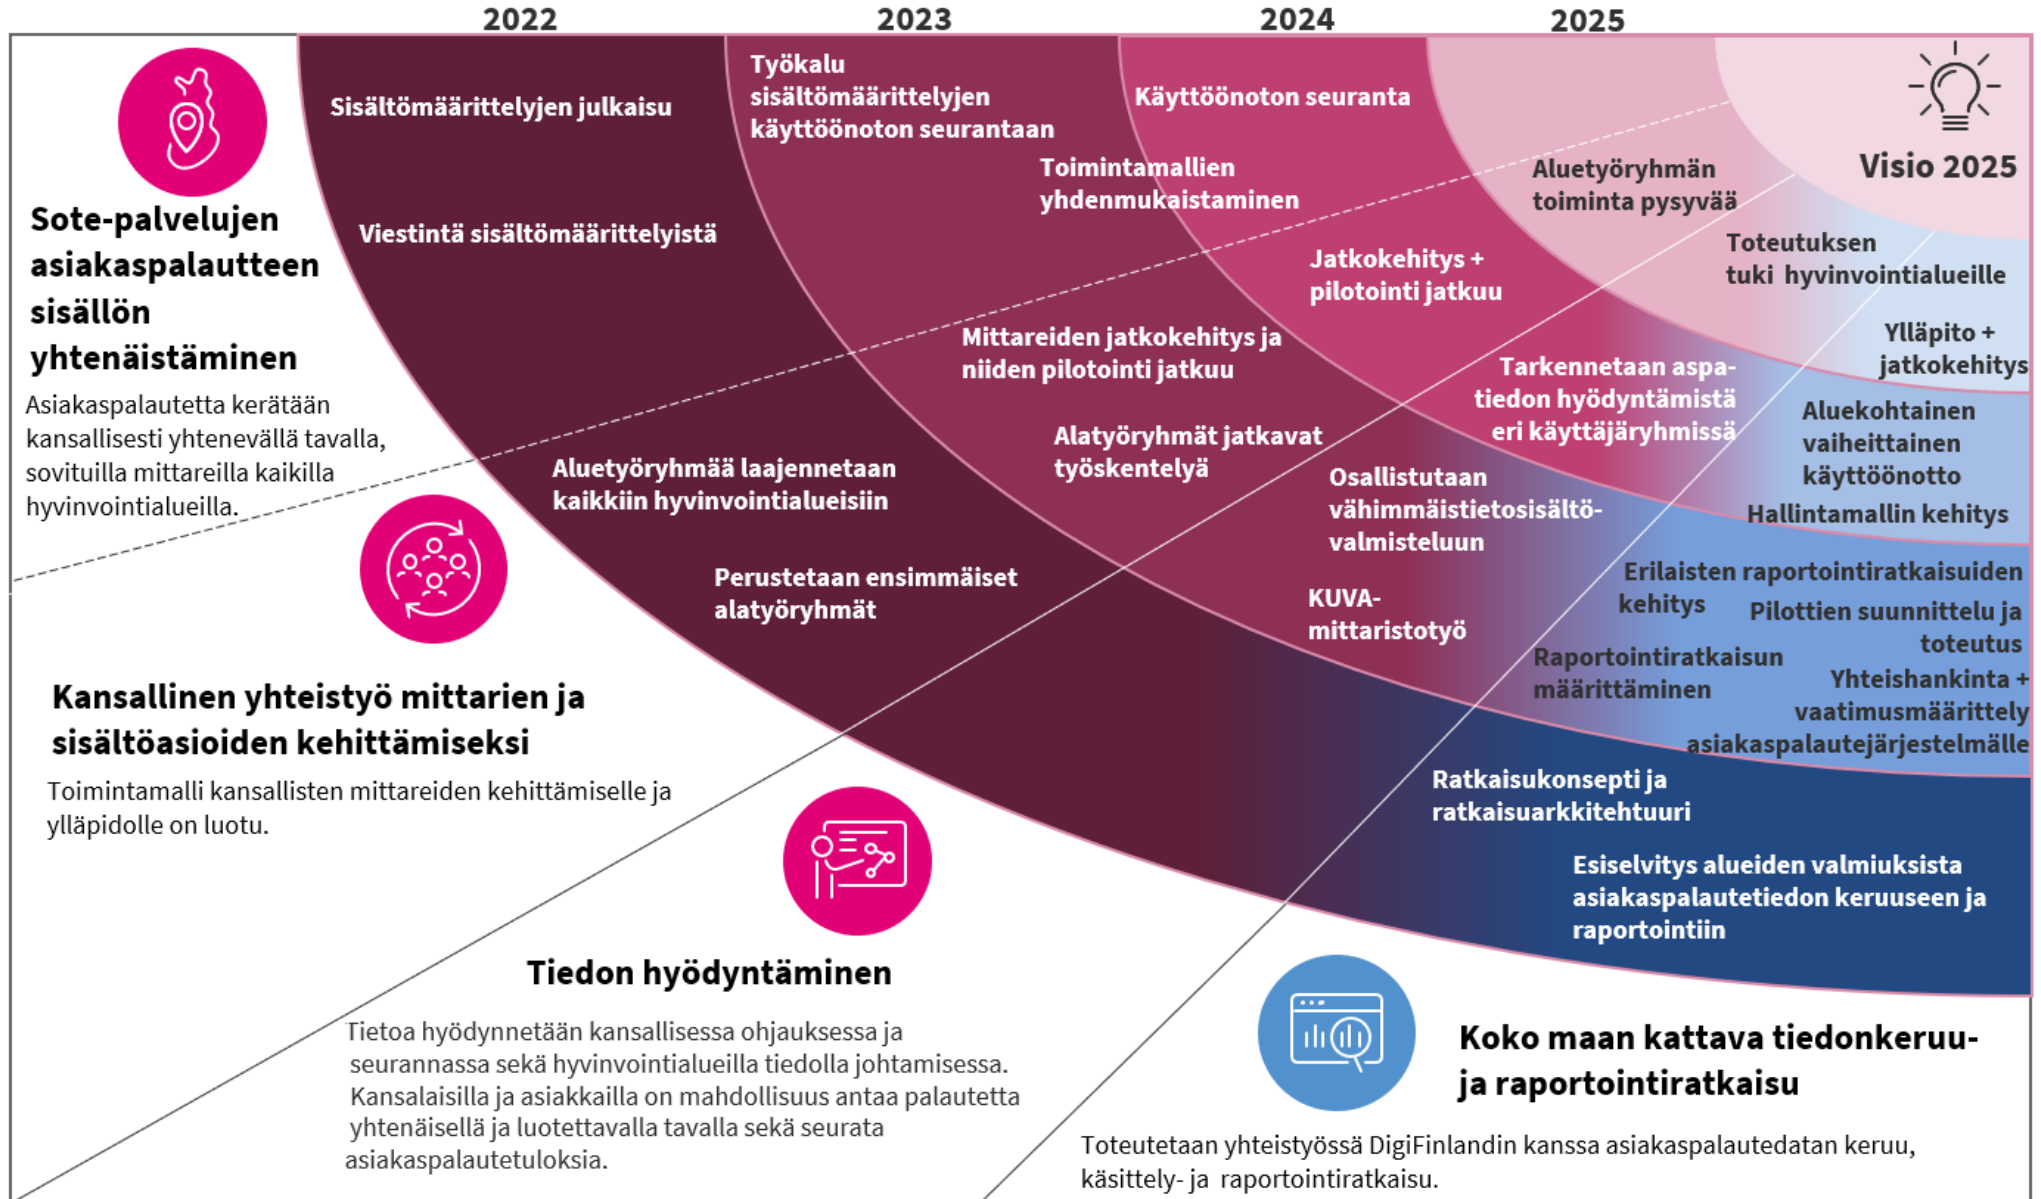 2022
2023
2024
2025
Sote-palvelujen
asiakaspalautteen
sisällön
yhtenäistäminen
Asiakaspalautetta kerätään
kansallisesti yhtenevällä tavalla,
sovituilla mittareilla kaikilla
hyvinvointialueilla.
Sisältömäärittelyjen julkaisu
Viestintä sisältömäärittelyistä
Työkalu
sisältömäärittelyjen
käyttöönoton seurantaan
Toimintamallien
yhdenmukaistaminen
Käyttöönoton seuranta
Aluetyöryhmän
toiminta pysyvää
Visio 2025
Kansallinen yhteistyö mittarien ja
sisältöasioiden kehittämiseksi
Toimintamalli kansallisten mittareiden kehittämiselle ja
ylläpidolle on luotu.
Aluetyöryhmää laajennetaan
kaikkiin hyvinvointialueisiin
Perustetaan ensimmäiset
alatyöryhmät
Mittareiden jatkokehitys ja
niiden pilotointi jatkuu
Alatyöryhmät jatkavat
työskentelyä
Jatkokehitys +
pilotointi jatkuu
Toteutuksen
tuki hyvinvointialueille
Tiedon hyödyntäminen
Tietoa hyödynnetään kansallisessa ohjauksessa ja
seurannassa sekä hyvinvointialueilla tiedolla johtamisessa.
Kansalaisilla ja asiakkailla on mahdollisuus antaa palautetta
yhtenäisellä ja luotettavalla tavalla sekä seurata
asiakaspalautetuloksia.
Osallistutaan
vähimmäistietosisältö-
valmisteluun
KUVA-
mittaristotyö
Tarkennetaan aspa-
tiedon hyödyntämistä
eri käyttäjäryhmissä
Ylläpito +
jatkokehitys
Aluekohtainen
vaiheittainen
käyttöönotto
Hallintamallin kehitys
Erilaisten raportointiratkaisuiden
kehitys
Pilottien suunnittelu ja
toteutus
Raportointiratkaisun
määrittäminen
Yhteishankinta +
vaatimusmäärittely
asiakaspalautejärjestelmälle
Ratkaisukonsepti ja
ratkaisuarkkitehtuuri
Esiselvitys alueiden valmiuksista
asiakaspalautetiedon keruuseen ja
raportointiin
Koko maan kattava tiedonkeruu-
ja raportointiratkaisu
Toteutetaan yhteistyössä DigiFinlandin kanssa asiakaspalautedatan keruu,
käsittely- ja raportointiratkaisu.